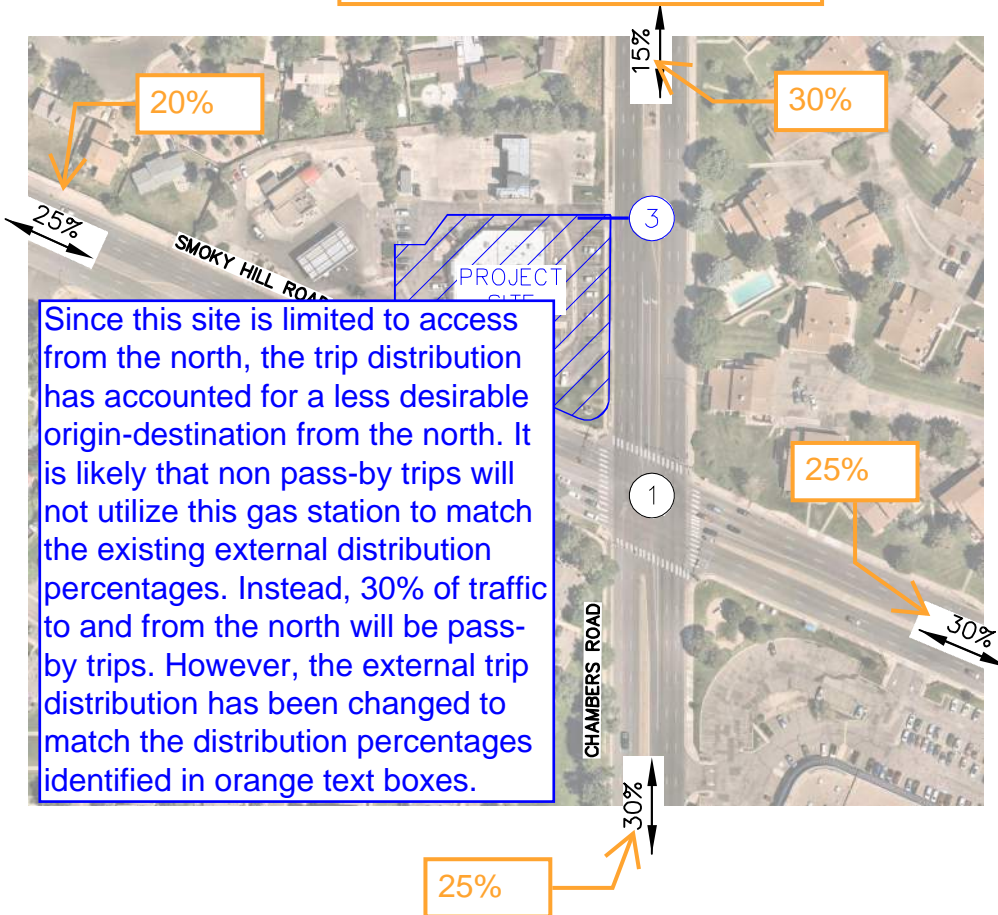 15%
20%
30%
25%
3
SMOKY HILL ROAD
PROJECT
SITE
Since this site is limited to access
from the north, the trip distribution
has accounted for a less desirable
origin-destination from the north. It
is likely that non pass-by trips will
not utilize this gas station to match
the existing external distribution
percentages. Instead, 30% of traffic
to and from the north will be pass-
by trips. However, the external trip
distribution has been changed to
match the distribution percentages
identified in orange text boxes.
25%
1
30%
CHAMBERS ROAD
30%
25%